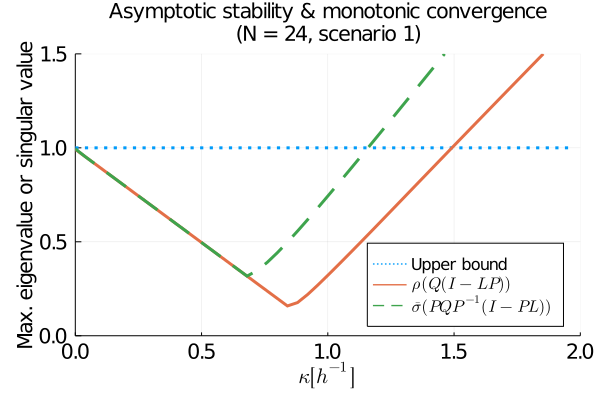 Asymptotic stability & monotonic convergence
(N = 24, scenario 1)
Max. eigenvalue or singular value
1.5
1.0
0.5
0.0
Upper bound
ρ(Q(I − LP))
σ̄(PQP⁻¹(I − PL))
0.0 0.5 1.0 1.5 2.0
κ[h⁻¹]